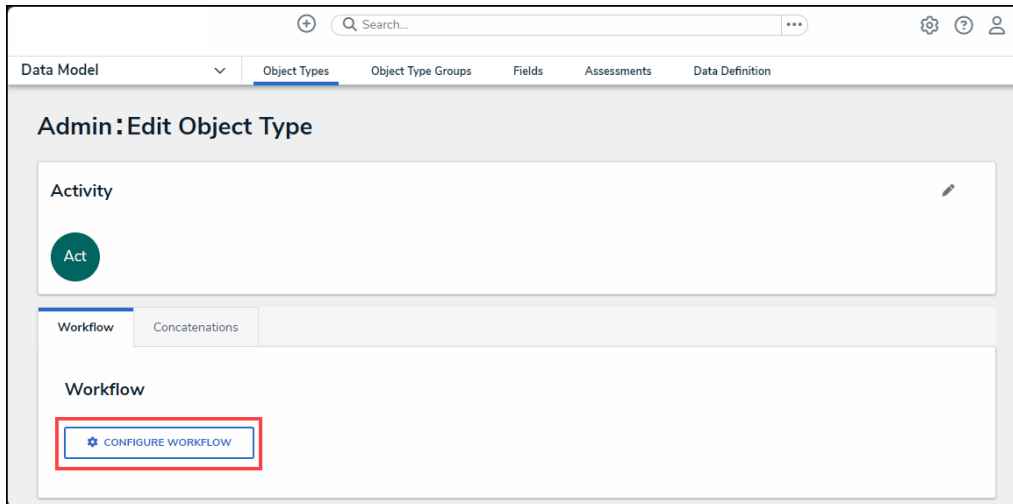 Search...
Data Model Object Types Object Type Groups Fields Assessments Data Definition
Admin:Edit Object Type
Activity
Act
Workflow Concatenations
Workflow
CONFIGURE WORKFLOW